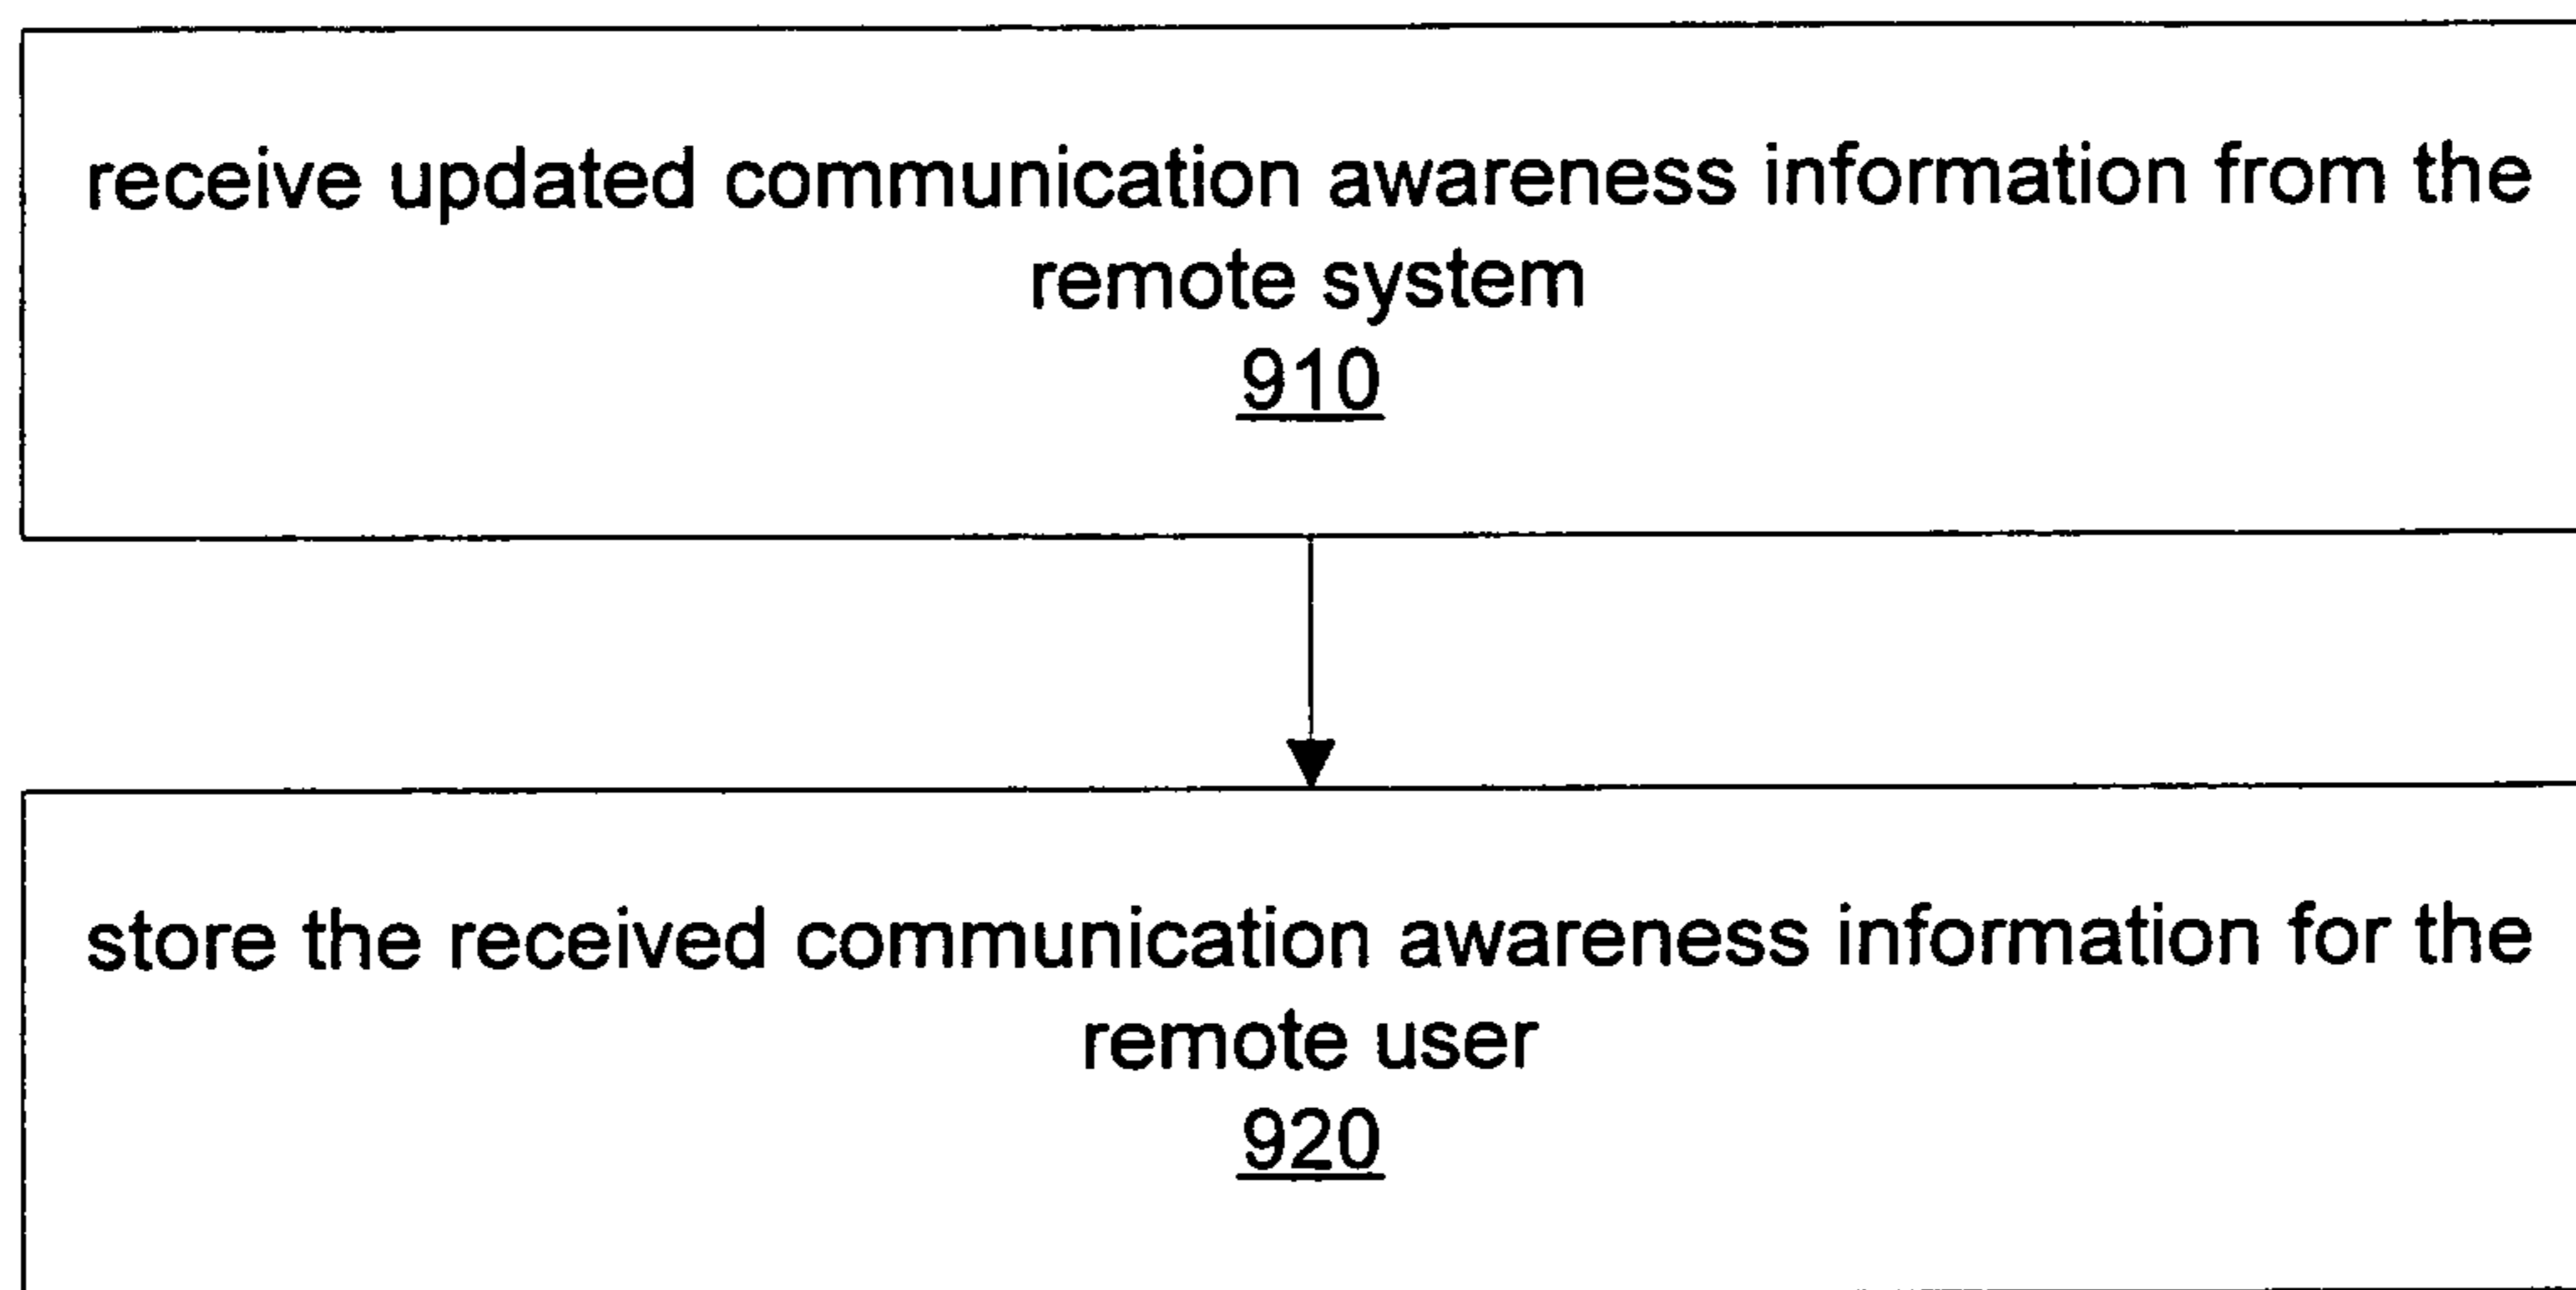 receive updated communication awareness information from the
remote system
910
store the received communication awareness information for the
remote user
920